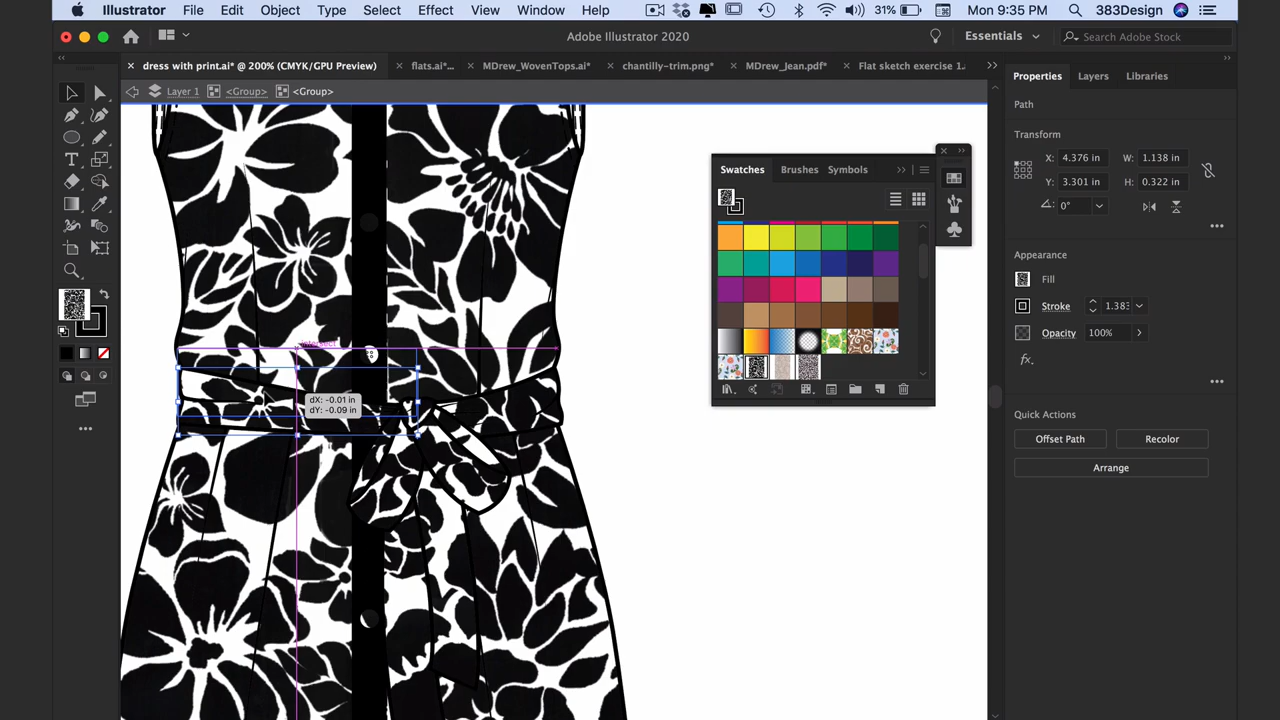 Illustrator File Edit Object Type Select Effect View Window Help 31% Mon 9:35 PM 383Design
Adobe Illustrator 2020 Essentials Search Adobe Stock
dress with print.ai* @ 200% (CMYK/GPU Preview) flats.ai*... MDrew_WovenTops.ai* chantilly-trim.png* MDrew_Jean.pdf* Flat sketch exercise 1.
Properties Layers Libraries
Layer 1 <Group> <Group>
Path
Transform
X: 4.376 in W: 1.138 in
Y: 3.301 in H: 0.322 in
0°
Swatches Brushes Symbols
Appearance
Fill
Stroke 1.383
Opacity 100%
intersect
dX: -0.01 in
dY: -0.09 in
Quick Actions
Offset Path Recolor
Arrange